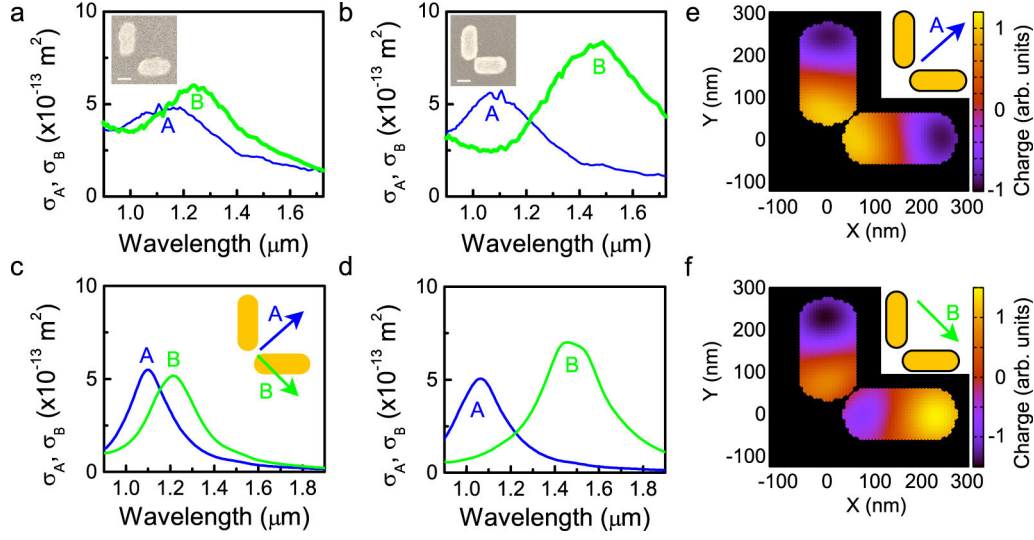 a
10
5
0
σA, σB (x10-13 m2)
A
B
1.0 1.2 1.4 1.6
Wavelength (μm)
b
10
5
0
σA, σB (x10-13 m2)
A
B
1.0 1.2 1.4 1.6
Wavelength (μm)
e
300
200
100
0
-100
Y (nm)
-100 0 100 200 300
X (nm)
A
1
0
-1
Charge (arb. units)
c
10
5
0
σA, σB (x10-13 m2)
A
B
A
B
1.0 1.2 1.4 1.6 1.8
Wavelength (μm)
d
10
5
0
σA, σB (x10-13 m2)
A
B
1.0 1.2 1.4 1.6 1.8
Wavelength (μm)
f
300
200
100
0
-100
Y (nm)
-100 0 100 200 300
X (nm)
B
1
0
-1
Charge (arb. units)